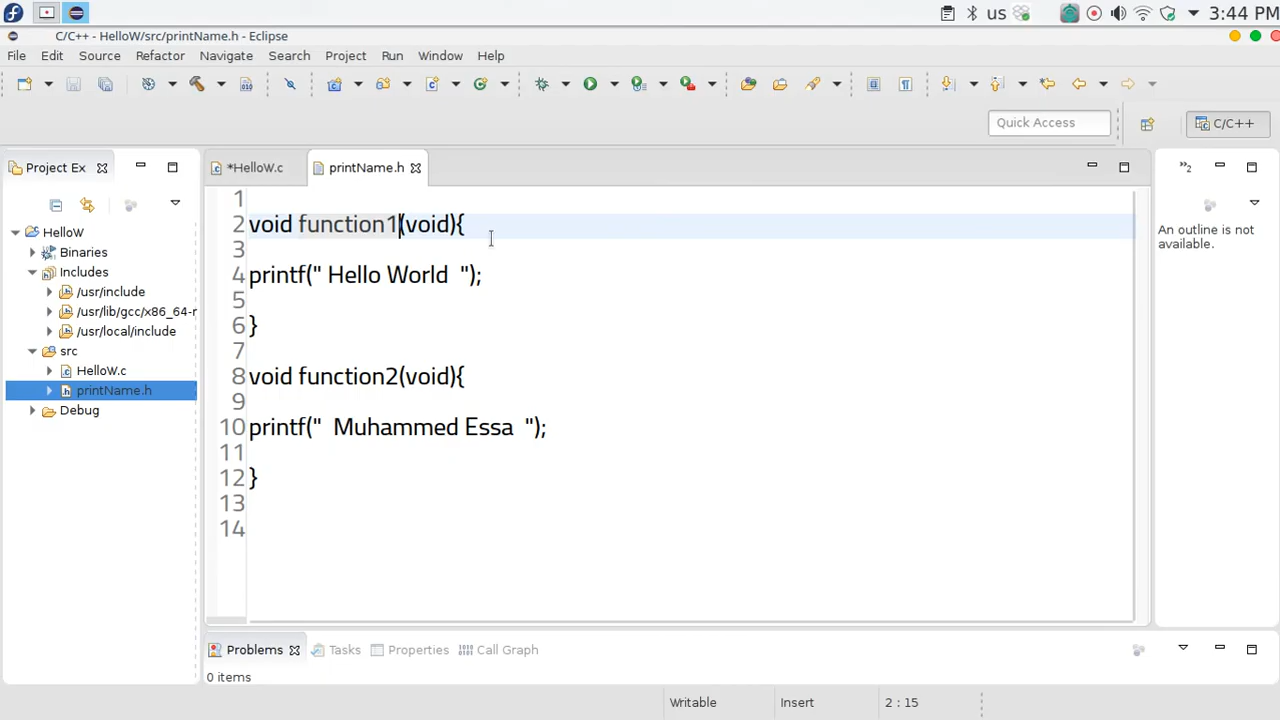 us 3:44 PM
C/C++ - HelloW/src/printName.h - Eclipse
File Edit Source Refactor Navigate Search Project Run Window Help
Quick Access C/C++
Project Ex *HelloW.c printName.h
HelloW
Binaries
Includes
/usr/include
/usr/lib/gcc/x86_64-r
/usr/local/include
src
HelloW.c
printName.h
Debug
1
2 void function1(void){
3
4 printf(" Hello World  ");
5
6 }
7
8 void function2(void){
9
10 printf("  Muhammed Essa  ");
11
12 }
13
14
An outline is not
available.
Problems Tasks Properties Call Graph
0 items
Writable Insert 2 : 15